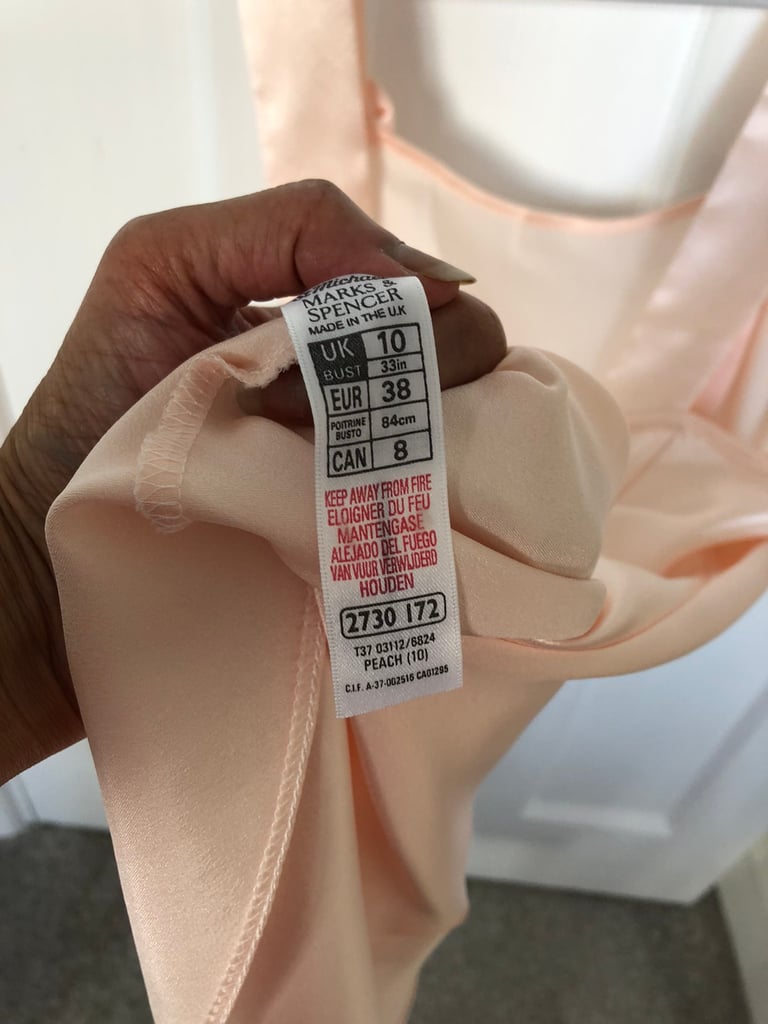 St Michael
MARKS &
SPENCER
MADE IN THE U.K
UK 10
BUST 33in
EUR 38
POITRINE
BUSTO 84cm
CAN 8
KEEP AWAY FROM FIRE
ELOIGNER DU FEU
MANTENGASE
ALEJADO DEL FUEGO
VAN VUUR VERWIJDERD
HOUDEN
2730 172
T37 03112/6824
PEACH (10)
C.I.F. A-37-002516 CA01295